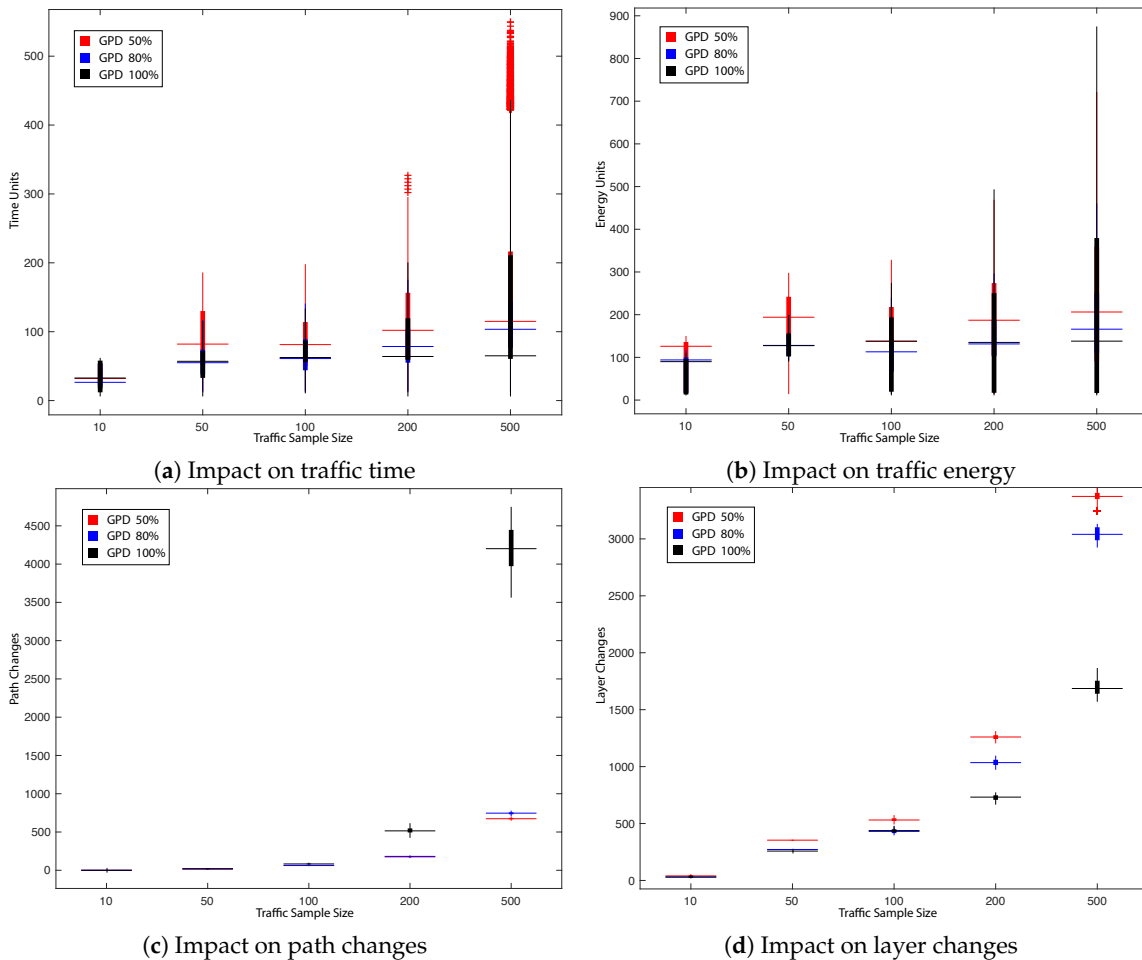 500
400
300
200
100
0
Time Units
GPD 50%
GPD 80%
GPD 100%
10 50 100 200 500
Traffic Sample Size
(a) Impact on traffic time
900
800
700
600
500
400
300
200
100
0
Energy Units
GPD 50%
GPD 80%
GPD 100%
10 50 100 200 500
Traffic Sample Size
(b) Impact on traffic energy
4500
4000
3500
3000
2500
2000
1500
1000
500
0
Path Changes
GPD 50%
GPD 80%
GPD 100%
10 50 100 200 500
Traffic Sample Size
(c) Impact on path changes
3000
2500
2000
1500
1000
500
0
Layer Changes
GPD 50%
GPD 80%
GPD 100%
10 50 100 200 500
Traffic Sample Size
(d) Impact on layer changes